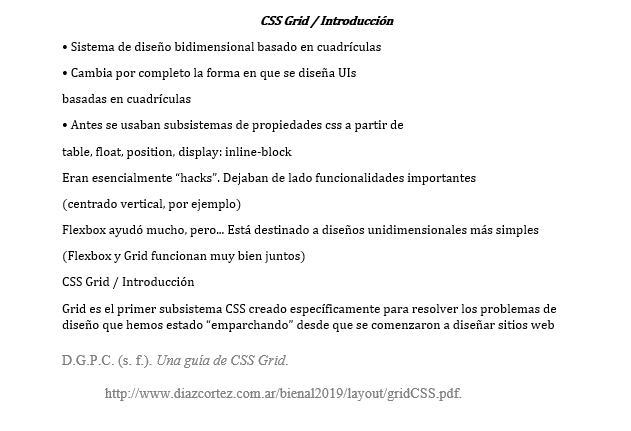 CSS Grid / Introducción
• Sistema de diseño bidimensional basado en cuadrículas
• Cambia por completo la forma en que se diseña UIs
basadas en cuadrículas
• Antes se usaban subsistemas de propiedades css a partir de
table, float, position, display: inline-block
Eran esencialmente “hacks”. Dejaban de lado funcionalidades importantes
(centrado vertical, por ejemplo)
Flexbox ayudó mucho, pero... Está destinado a diseños unidimensionales más simples
(Flexbox y Grid funcionan muy bien juntos)
CSS Grid / Introducción
Grid es el primer subsistema CSS creado específicamente para resolver los problemas de
diseño que hemos estado “emparchando” desde que se comenzaron a diseñar sitios web
D.G.P.C. (s. f.). Una guía de CSS Grid.
http://www.diazcortez.com.ar/bienal2019/layout/gridCSS.pdf.